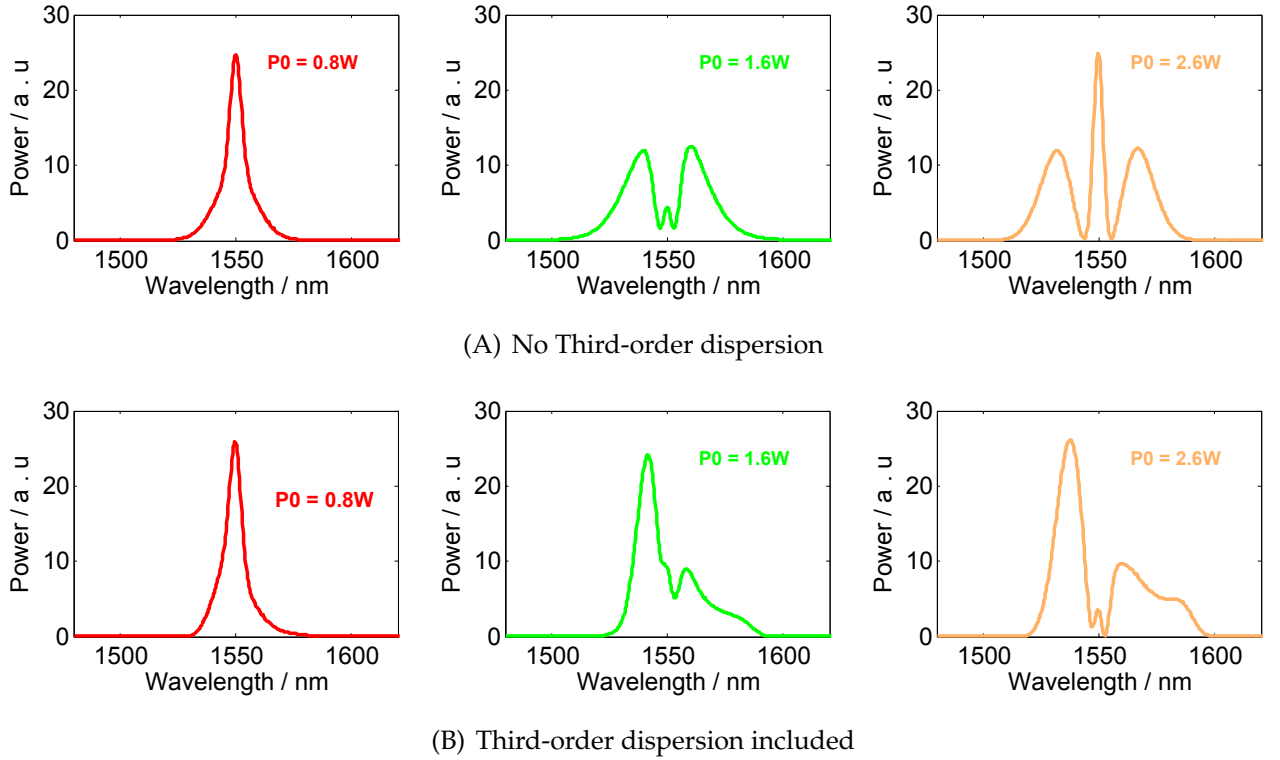 30
20
10
0
Power / a . u
P0 = 0.8W
1500 1550 1600
Wavelength / nm
30
20
10
0
Power / a . u
P0 = 1.6W
1500 1550 1600
Wavelength / nm
30
20
10
0
Power / a . u
P0 = 2.6W
1500 1550 1600
Wavelength / nm
(A) No Third-order dispersion
30
20
10
0
Power / a . u
P0 = 0.8W
1500 1550 1600
Wavelength / nm
30
20
10
0
Power / a . u
P0 = 1.6W
1500 1550 1600
Wavelength / nm
30
20
10
0
Power / a . u
P0 = 2.6W
1500 1550 1600
Wavelength / nm
(B) Third-order dispersion included